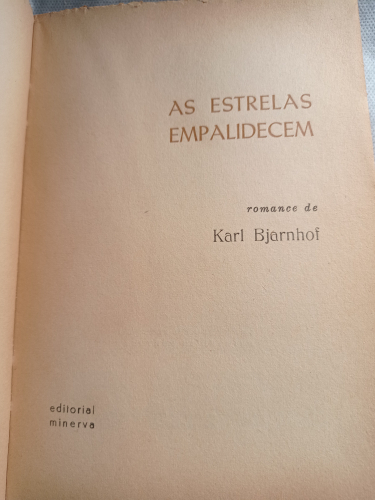 AS ESTRELAS
EMPALIDECEM
romance de
Karl Bjarnhof
editorial
minerva